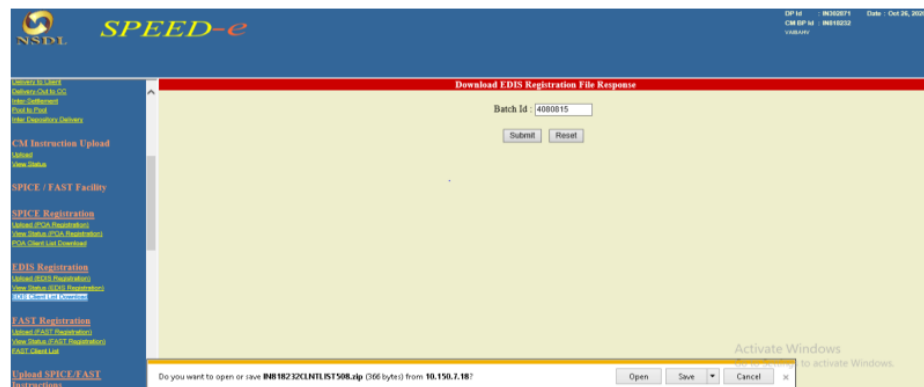 NSDL
SPEED-e
DP Id : IN302071 Date : Oct 26, 2020
CM BP Id : IN618232
VAIBAHV
Delivery to Client
Delivery-Out to CC
Inter-Settlement
Pool to Pool
Inter Depository Delivery
CM Instruction Upload
Upload
View Status
SPICE / FAST Facility
SPICE Registration
Upload (POA Registration)
View Status (POA Registration)
POA Client List Download
EDIS Registration
Upload (EDIS Registration)
View Status (EDIS Registration)
EDIS Client List Download
FAST Registration
Upload (FAST Registration)
View Status (FAST Registration)
FAST Client List
Upload SPICE/FAST
Instructions
Download EDIS Registration File Response
Batch Id : 4080815
Submit Reset
Activate Windows
to activate Windows.
Do you want to open or save IN818232CLNTLIST508.zip (366 bytes) from 10.150.7.18?
Open Save Cancel